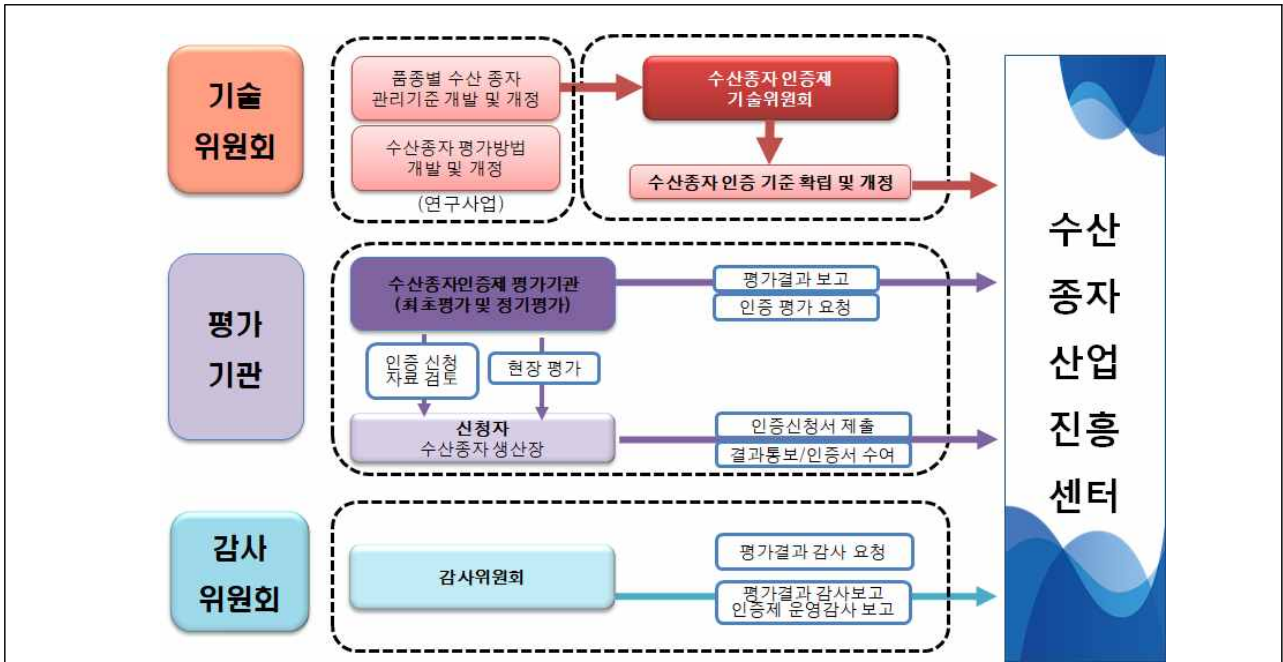 기술
위원회
품종별 수산 종자
관리기준 개발 및 개정
수산종자 평가방법
개발 및 개정
(연구사업)
수산종자 인증제
기술위원회
수산종자 인증 기준 확립 및 개정
평가
기관
수산종자인증제 평가기관
(최초평가 및 정기평가)
평가결과 보고
인증 평가 요청
인증 신청
자료 검토
현장 평가
신청자
수산종자 생산장
인증신청서 제출
결과통보/인증서 수여
감사
위원회
감사위원회
평가결과 감사 요청
평가결과 감사보고
인증제 운영감사 보고
수산
종자
산업
진흥
센터